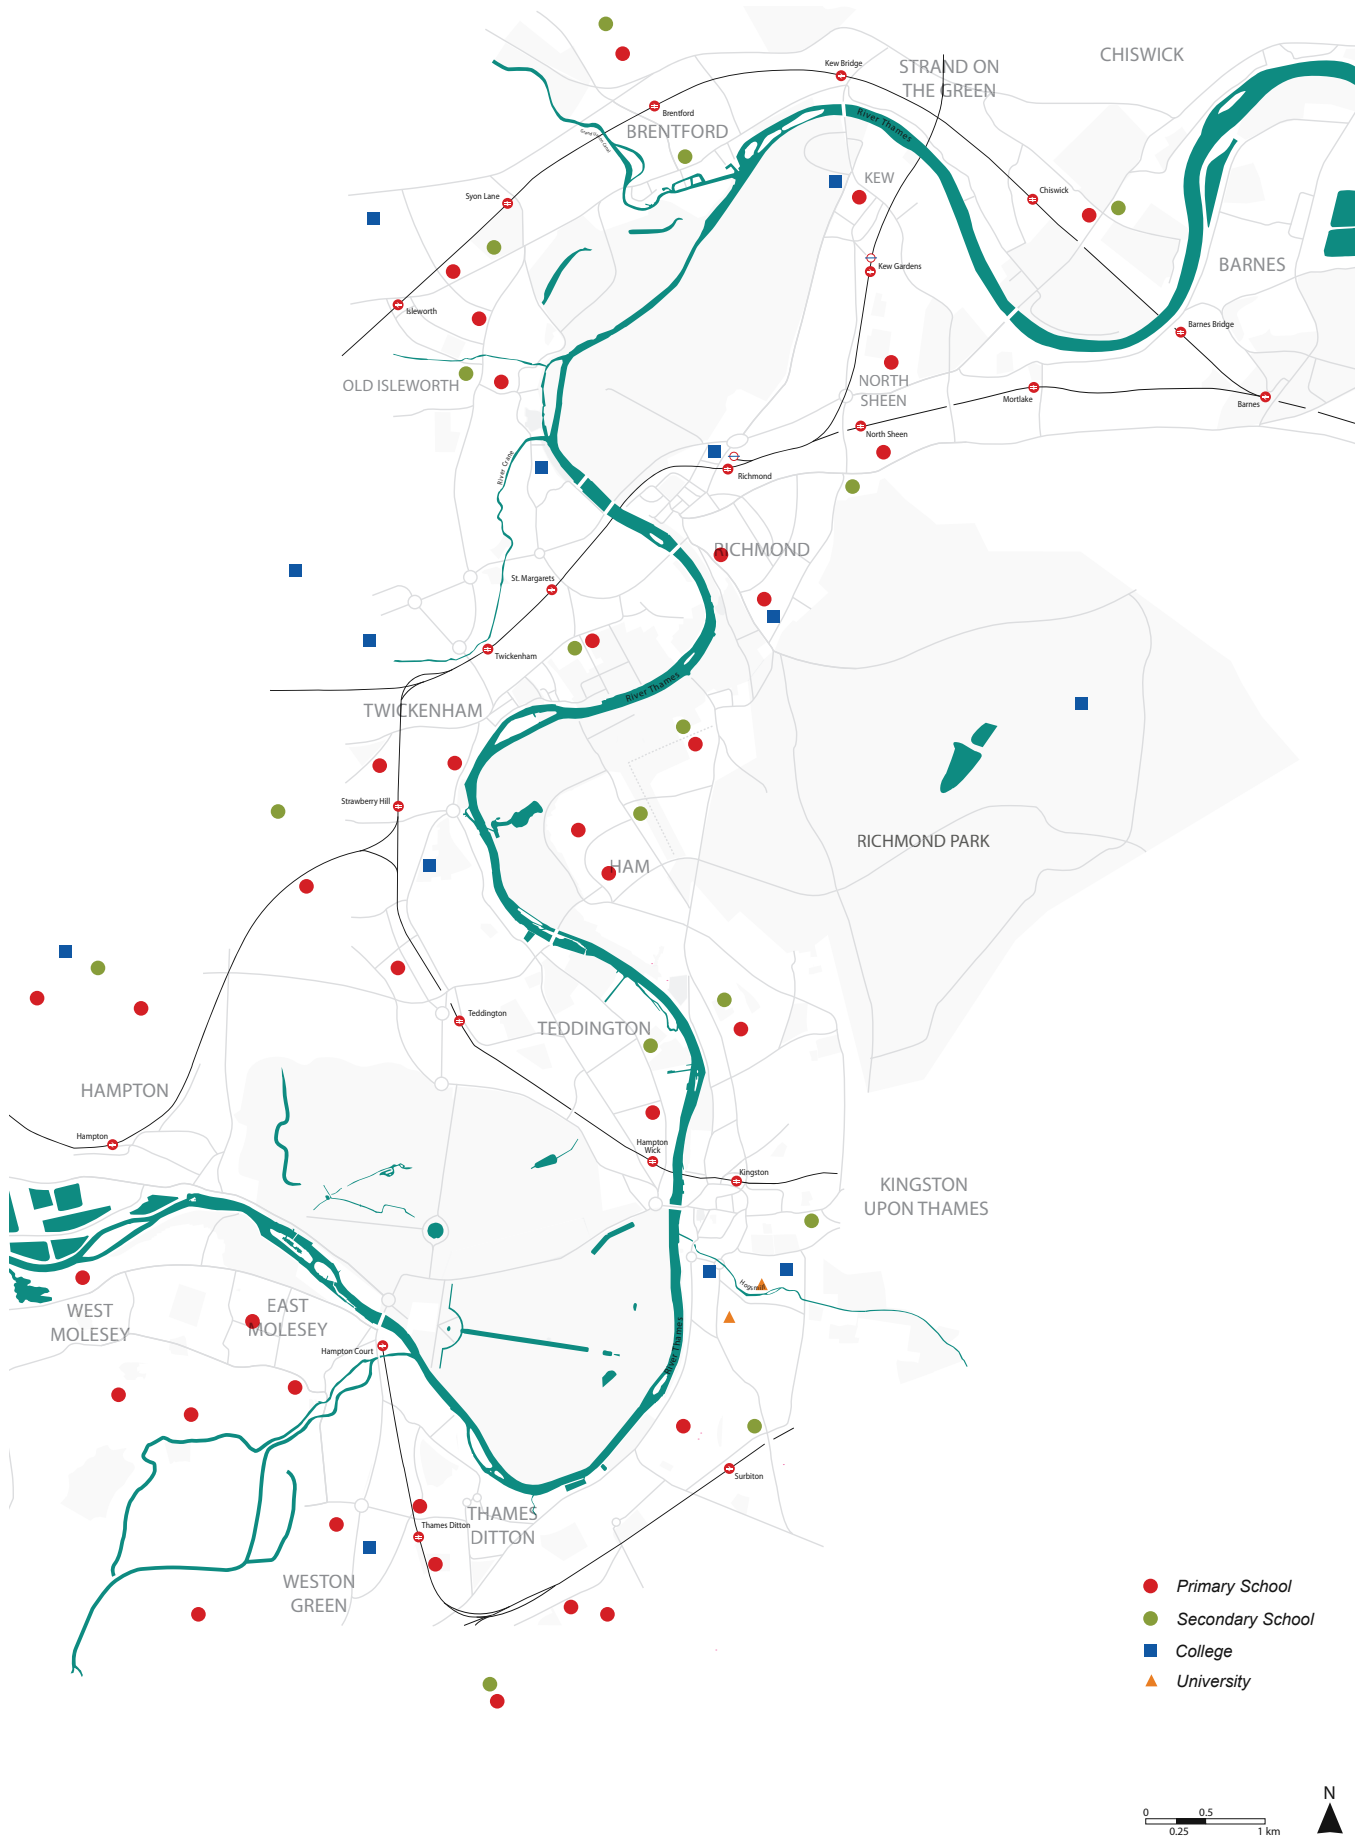 CHISWICK
Kew Bridge
STRAND ON
THE GREEN
Brentford
River Thames
BRENTFORD
KEW
Syon Lane
Chiswick
BARNES
Kew Gardens
Isleworth
Barnes Bridge
OLD ISLEWORTH
NORTH
SHEEN
Mortlake
Barnes
North Sheen
River Crane
Richmond
RICHMOND
St. Margarets
Twickenham
River Thames
TWICKENHAM
Strawberry Hill
RICHMOND PARK
HAM
Teddington
TEDDINGTON
HAMPTON
Hampton
Hampton
Wick
Kingston
KINGSTON
UPON THAMES
WEST
MOLESEY
EAST
MOLESEY
Hampton Court
River Thames
Surbiton
THAMES
DITTON
Thames Ditton
WESTON
GREEN
Primary School
Secondary School
College
University
N
0 0.5
0.25 1 km